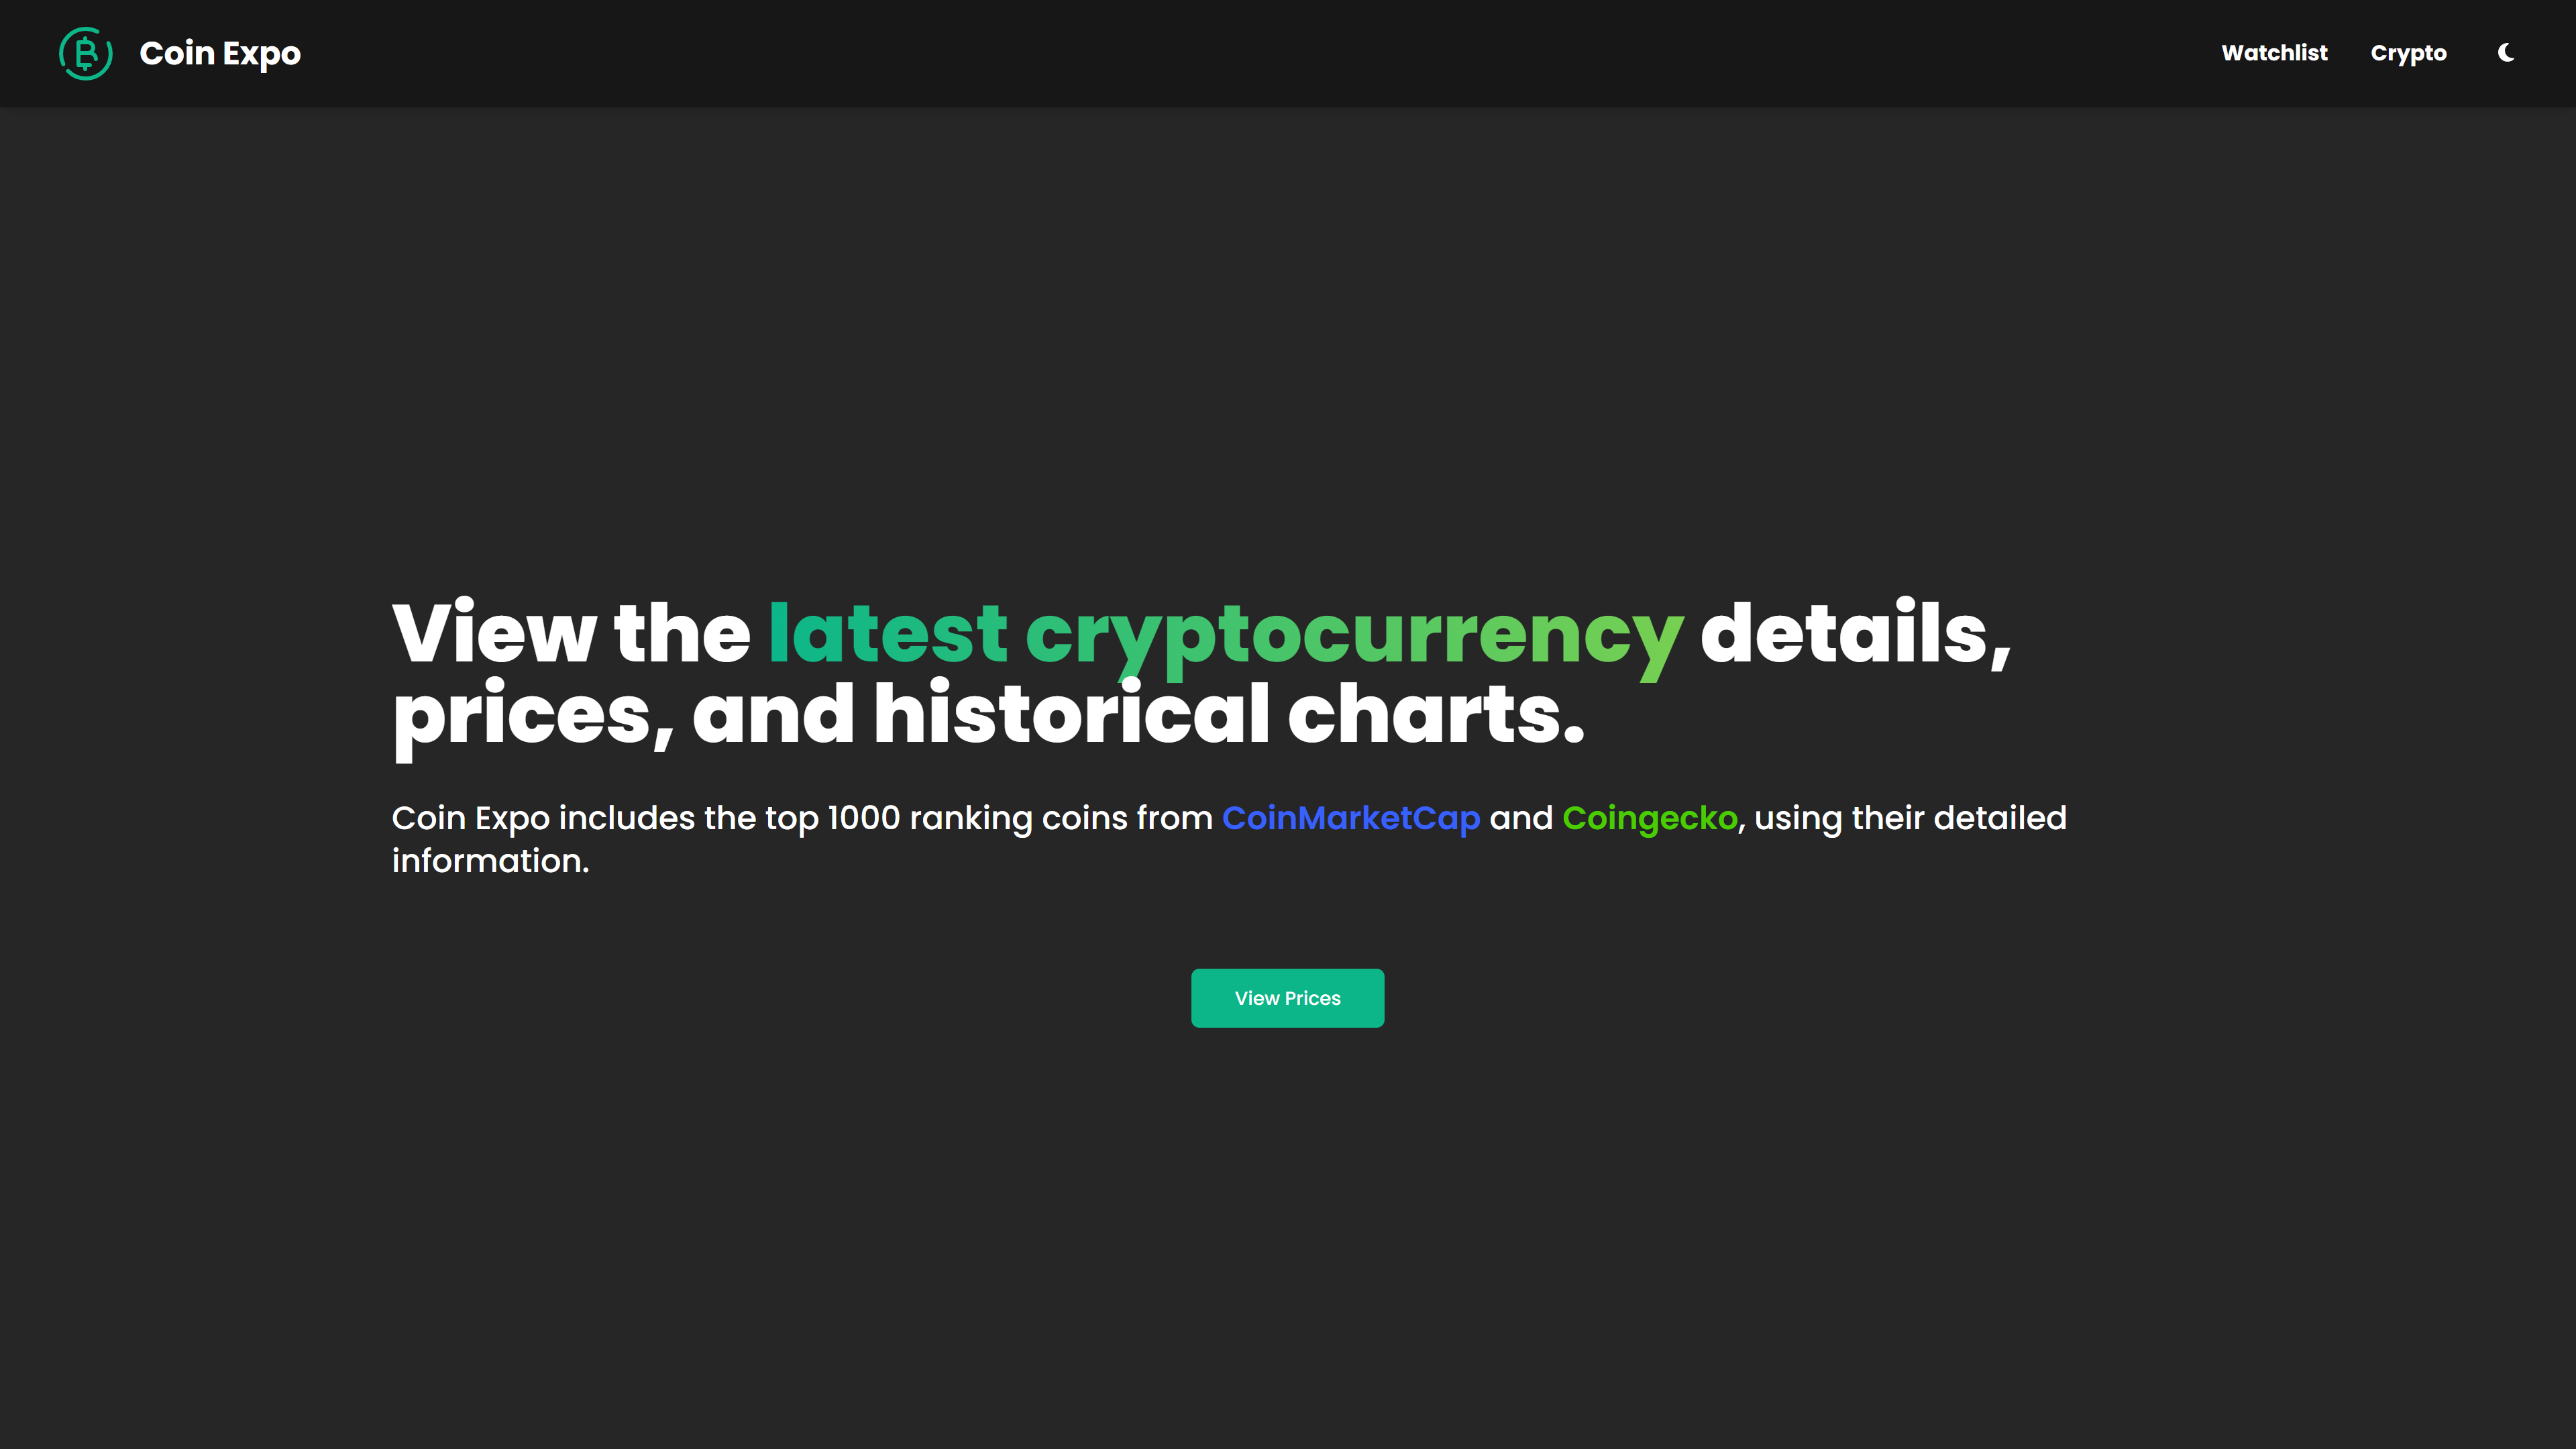 Coin Expo
Watchlist
Crypto
View the latest cryptocurrency details,
prices, and historical charts.
Coin Expo includes the top 1000 ranking coins from CoinMarketCap and Coingecko, using their detailed
information.
View Prices